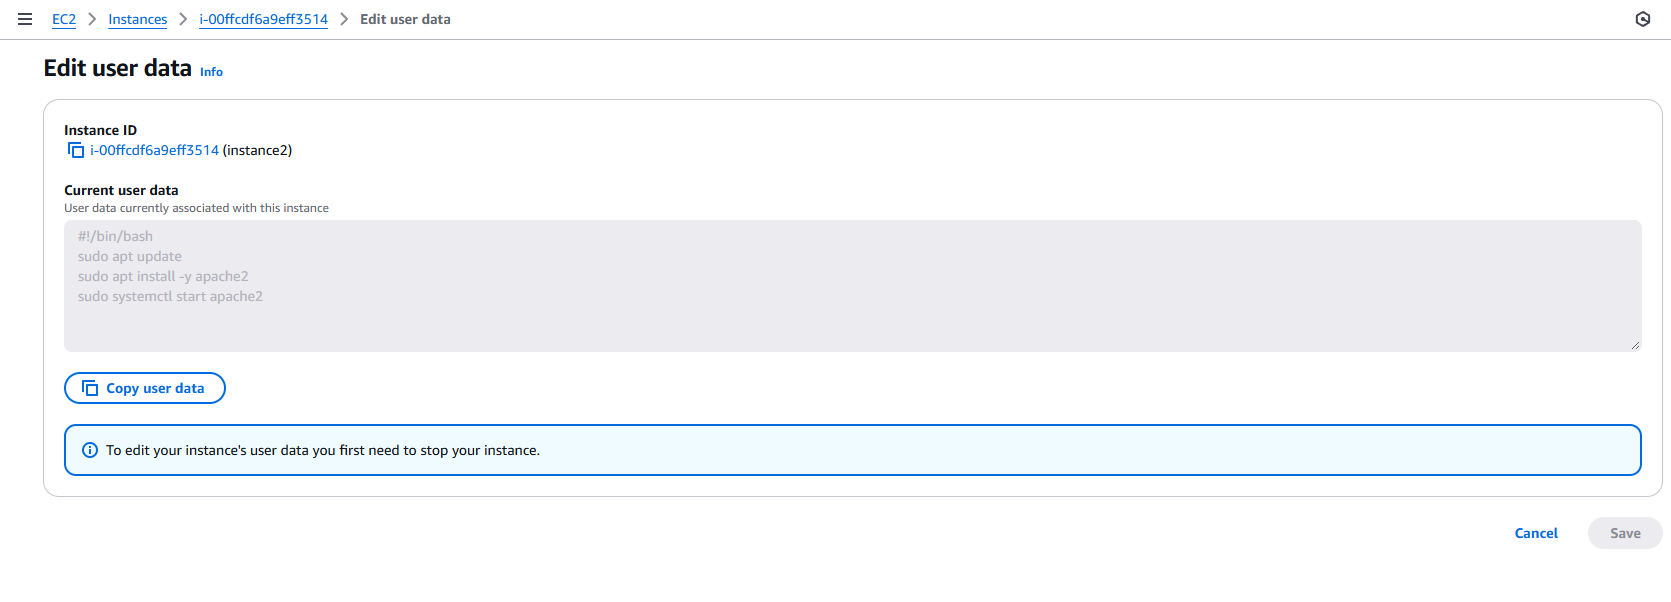 EC2 > Instances > i-00ffcdf6a9eff3514 > Edit user data
Edit user data Info
Instance ID
i-00ffcdf6a9eff3514 (instance2)
Current user data
User data currently associated with this instance
#!/bin/bash
sudo apt update
sudo apt install -y apache2
sudo systemctl start apache2
Copy user data
To edit your instance's user data you first need to stop your instance.
Cancel Save